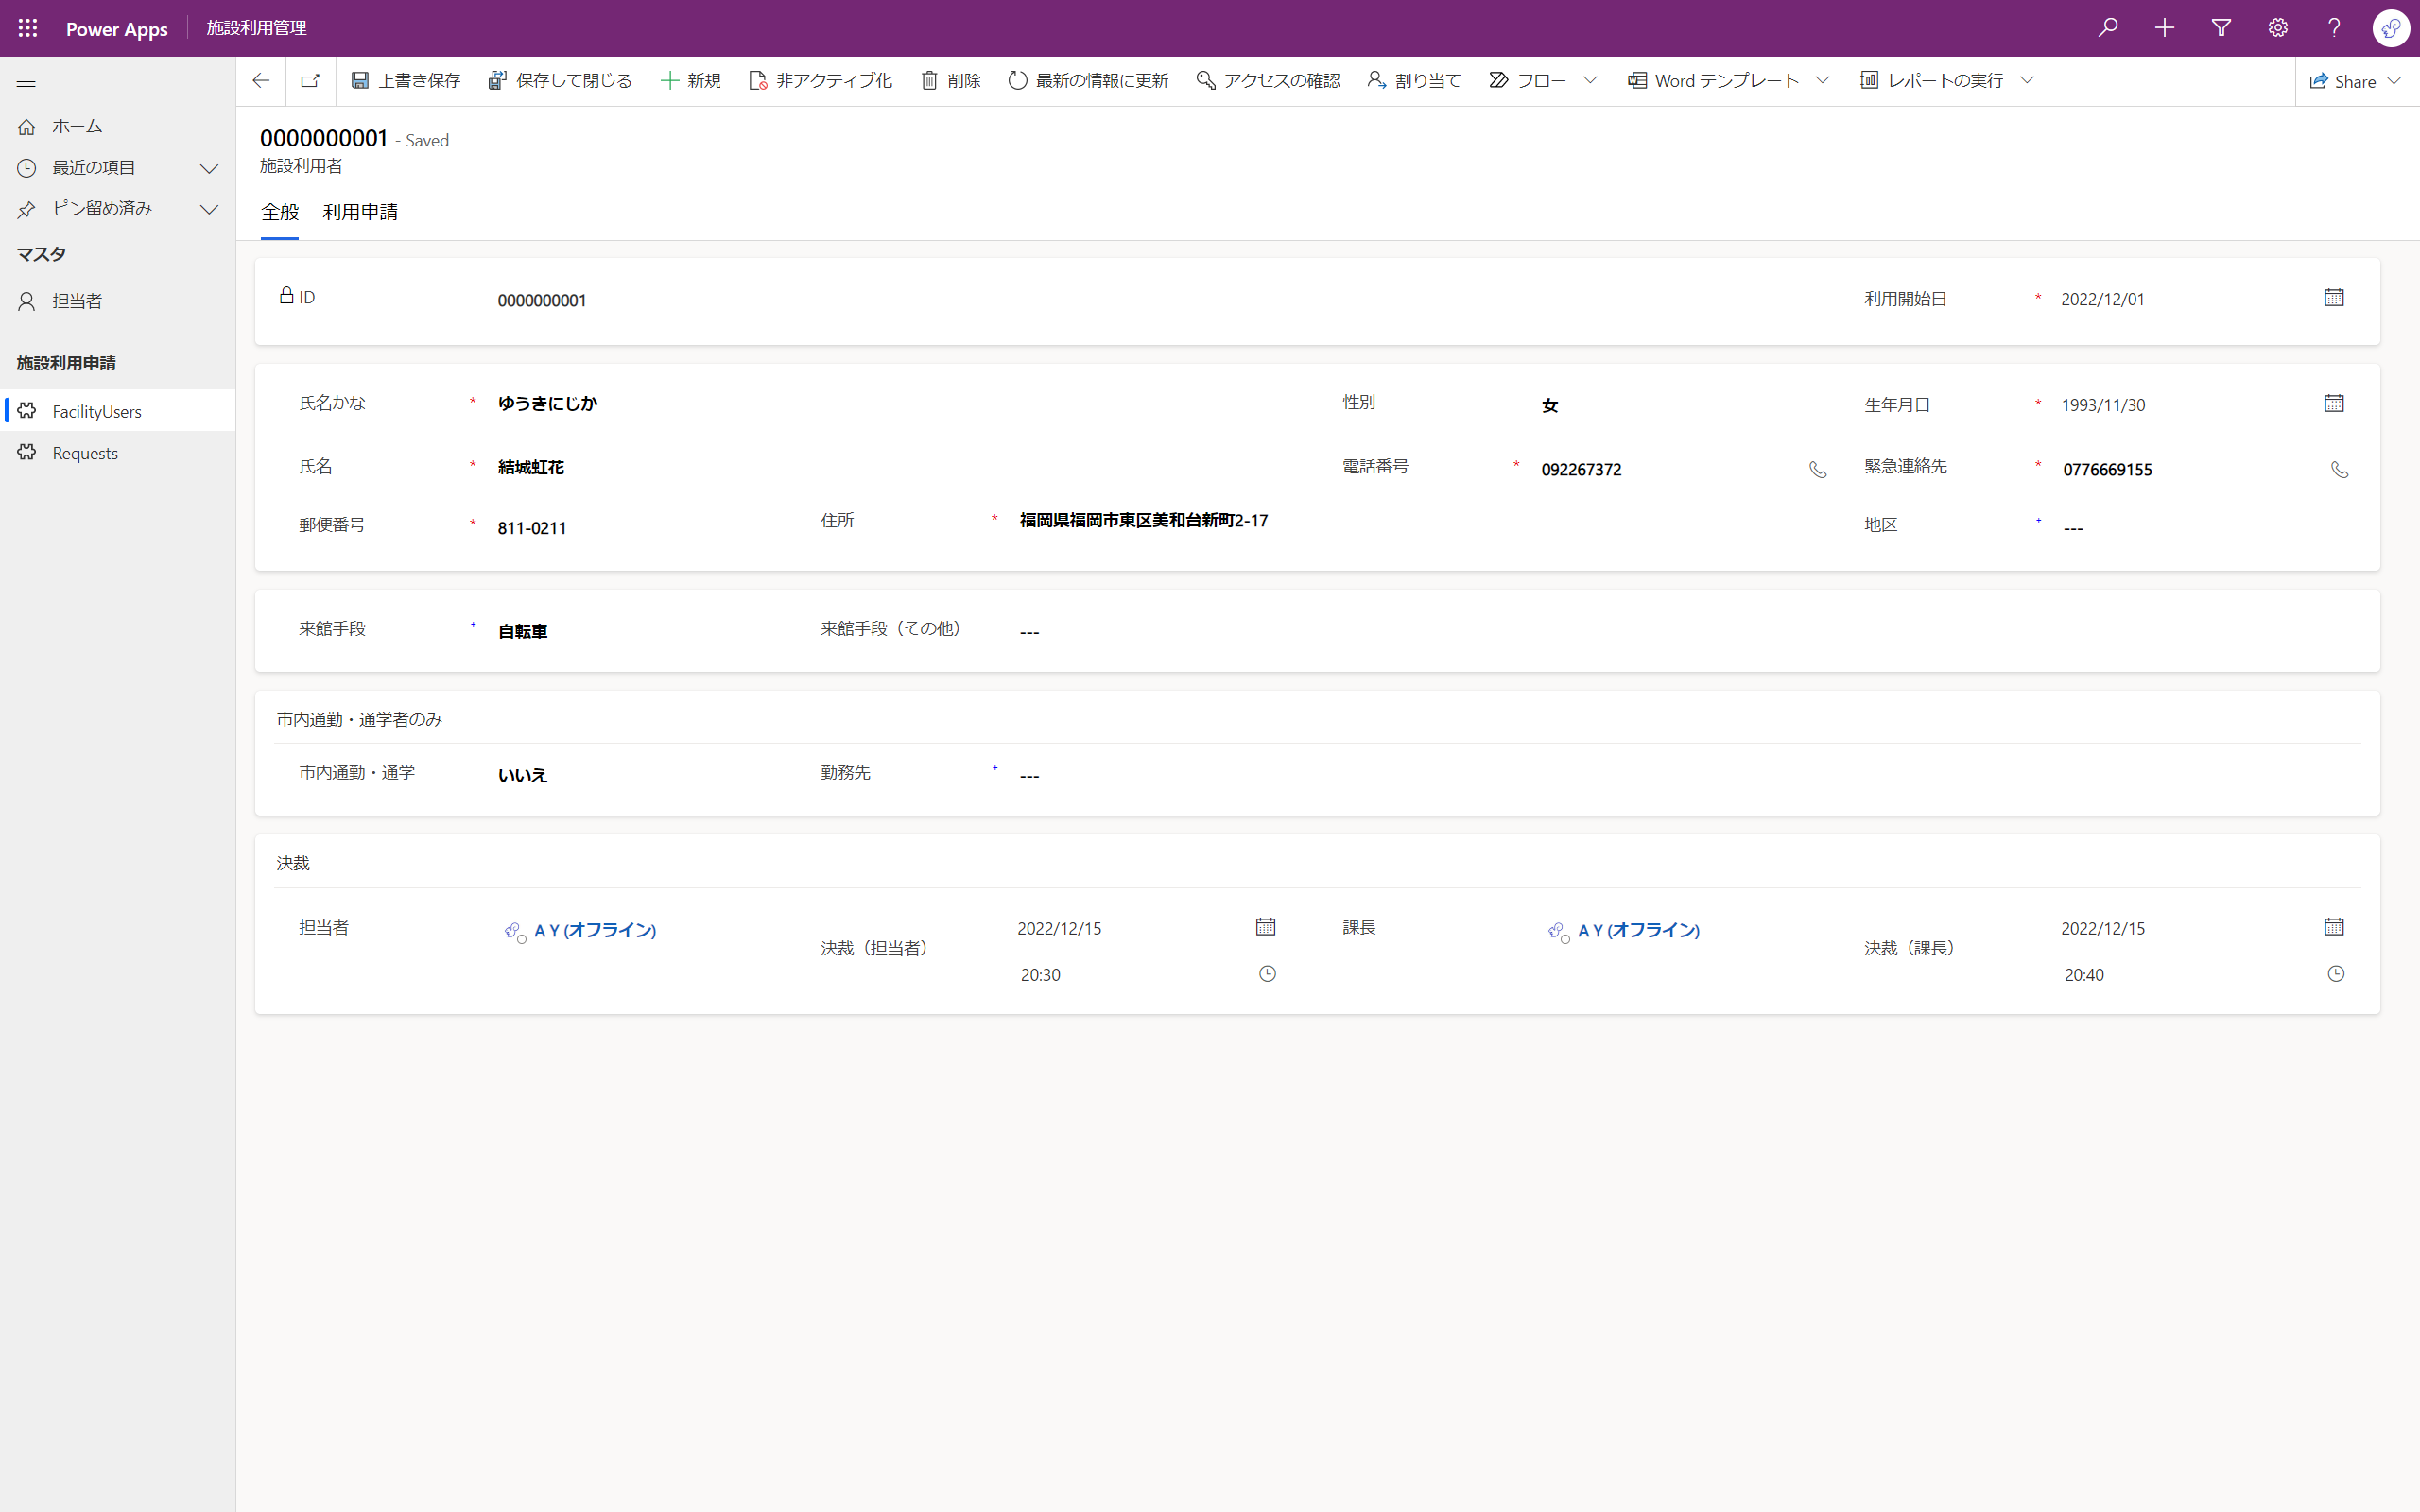 Power Apps 施設利用管理
上書き保存 保存して閉じる 新規 非アクティブ化 削除 最新の情報に更新 アクセスの確認 割り当て フロー Word テンプレート レポートの実行 Share
ホーム
最近の項目
ピン留め済み
マスタ
担当者
施設利用申請
FacilityUsers
Requests
0000000001 - Saved
施設利用者
全般 利用申請
ID 0000000001 利用開始日 * 2022/12/01
氏名かな * ゆうきにじか 性別 女 生年月日 * 1993/11/30
氏名 * 結城虹花 電話番号 * 092267372 緊急連絡先 * 0776669155
郵便番号 * 811-0211 住所 * 福岡県福岡市東区美和台新町2-17 地区 + ---
来館手段 + 自転車 来館手段（その他） ---
市内通勤・通学者のみ
市内通勤・通学 いいえ 勤務先 + ---
決裁
担当者 A Y (オフライン) 決裁（担当者） 2022/12/15 20:30 課長 A Y (オフライン) 決裁（課長） 2022/12/15 20:40